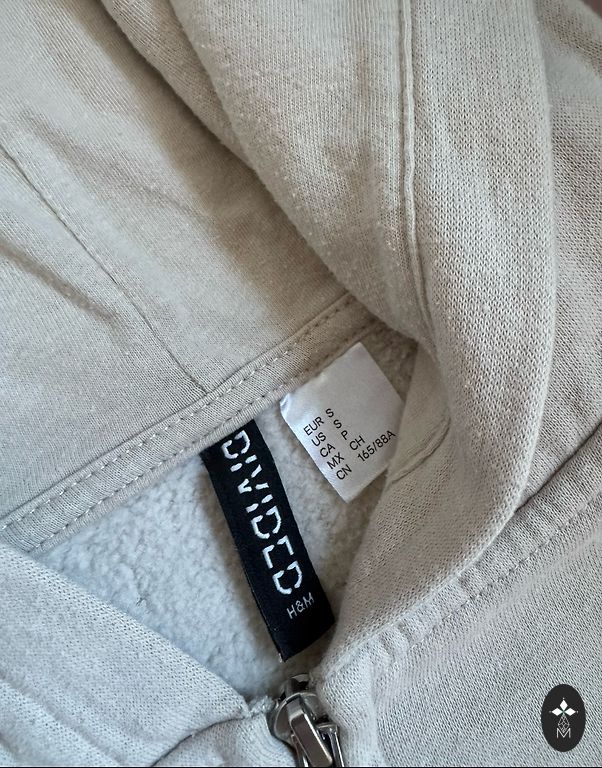 EUR S
US S
CA P
MX CH
CN 165/88A
DIVIDED
H&M
M